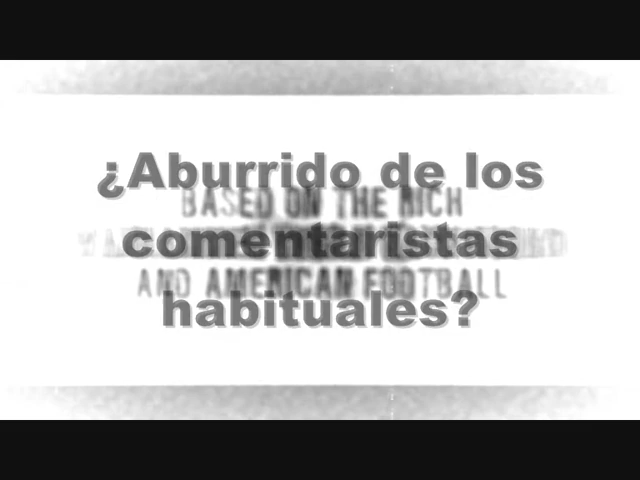 ¿Aburrido de los
BASED ON THE RICH
comentaristas
AND AMERICAN FOOTBALL
habituales?